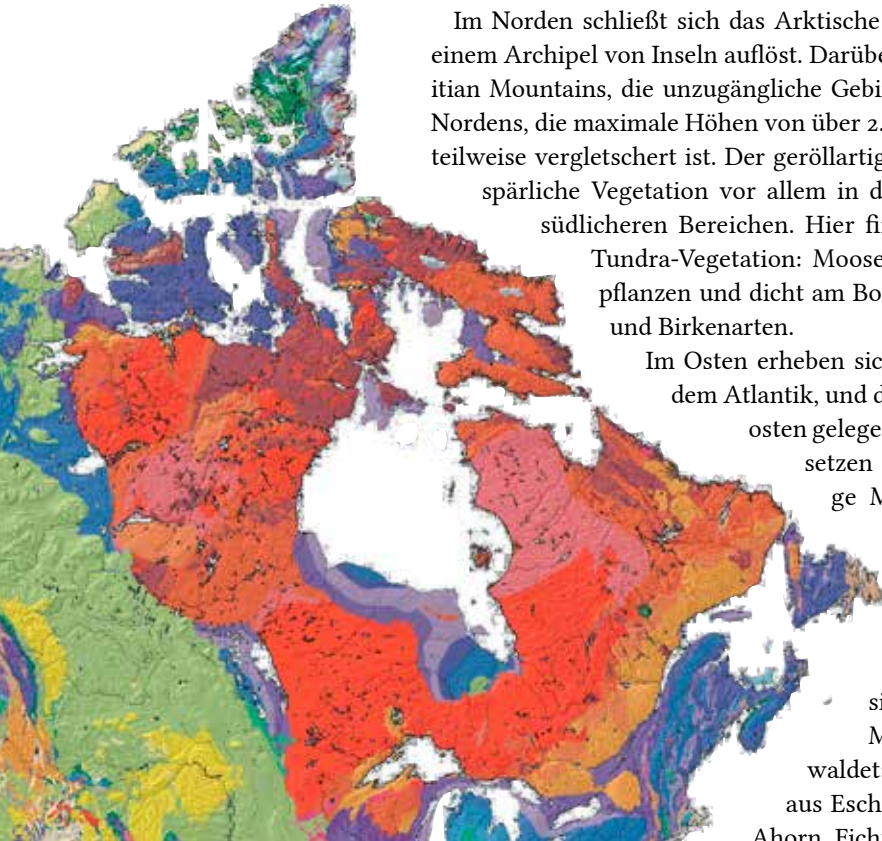 Im Norden schließt sich das Arktische
einem Archipel von Inseln auflöst. Darübe
itian Mountains, die unzugängliche Gebi
Nordens, die maximale Höhen von über 2.
teilweise vergletschert ist. Der geröllartig
spärliche Vegetation vor allem in d
südlicheren Bereichen. Hier fi
Tundra-Vegetation: Moose
pflanzen und dicht am Bo
und Birkenarten.
Im Osten erheben sic
dem Atlantik, und d
osten gelege
setzen
ge M
si
M
waldet
aus Esch
Ahorn, Eich